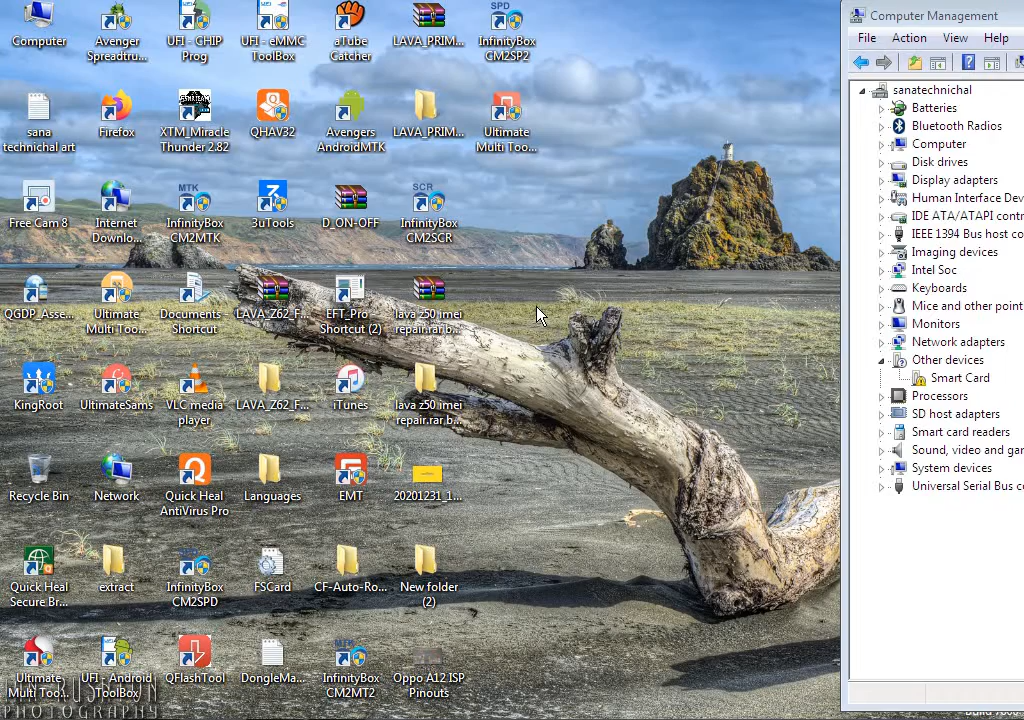 Computer
Avenger
Spreadtru...
UFI - CHIP
Prog
UFI - eMMC
ToolBox
aTube
Catcher
LAVA_PRIM...
SPD
InfinityBox
CM2SP2
sana
technichal art
Firefox
XTM_Miracle
Thunder 2.82
QHAV32
Avengers
AndroidMTK
LAVA_PRIM...
Ultimate
Multi Too...
Free Cam 8
Internet
Downlo...
MTK
InfinityBox
CM2MTK
3uTools
D_ON-OFF
SCR
InfinityBox
CM2SCR
QGDP_Asse...
Ultimate
Multi Too...
Documents -
Shortcut
LAVA_Z62_F...
EFT_Pro -
Shortcut (2)
lava z50 imei
repair.rar b...
KingRoot
UltimateSams
VLC media
player
LAVA_Z62_F...
iTunes
lava z50 imei
repair.rar b...
Recycle Bin
Network
Quick Heal
AntiVirus Pro
Languages
EMT
20201231_1...
Quick Heal
Secure Br...
extract
InfinityBox
CM2SPD
FSCard
CF-Auto-Ro...
New folder
(2)
Ultimate
Multi Too...
UFI - Android
ToolBox
QFlashTool
DongleMa...
MTK
InfinityBox
CM2MT2
Oppo A12 ISP
Pinouts
PHOTOGRAPHY
Computer Management
File Action View Help
sanatechnichal
Batteries
Bluetooth Radios
Computer
Disk drives
Display adapters
Human Interface Dev
IDE ATA/ATAPI contr
IEEE 1394 Bus host co
Imaging devices
Intel Soc
Keyboards
Mice and other point
Monitors
Network adapters
Other devices
Smart Card
Processors
SD host adapters
Smart card readers
Sound, video and gar
System devices
Universal Serial Bus co